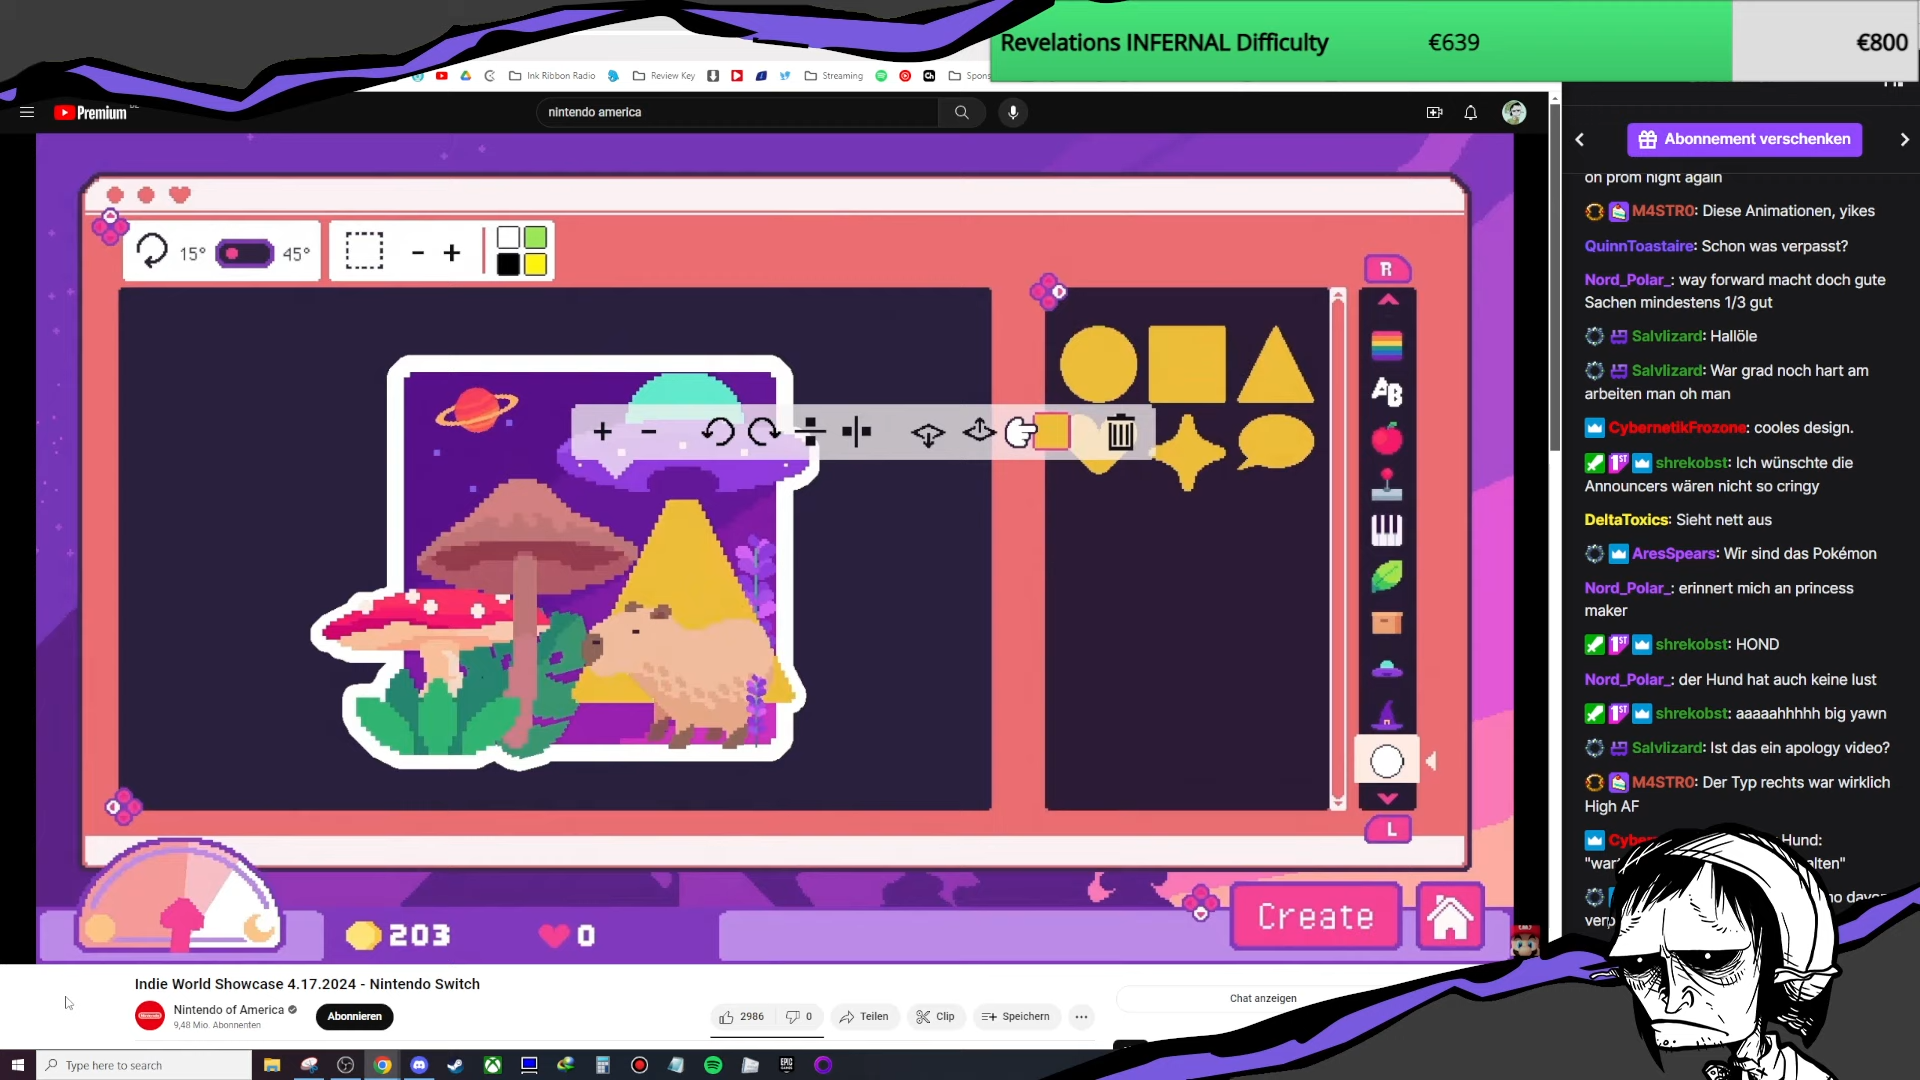 Revelations INFERNAL Difficulty €639 €800
Ink Ribbon Radio Review Key Streaming Spons
Premium
nintendo america
Abonnement verschenken
on prom night again
M4STR0: Diese Animationen, yikes
QuinnToastaire: Schon was verpasst?
Nord_Polar_: way forward macht doch gute
Sachen mindestens 1/3 gut
Salvlizard: Hallöle
Salvlizard: War grad noch hart am
arbeiten man oh man
CybernetikFrozone: cooles design.
shrekobst: Ich wünschte die
Announcers wären nicht so cringy
DeltaToxics: Sieht nett aus
AresSpears: Wir sind das Pokémon
Nord_Polar_: erinnert mich an princess
maker
shrekobst: HOND
Nord_Polar_: der Hund hat auch keine lust
shrekobst: aaaaahhhhh big yawn
Salvlizard: Ist das ein apology video?
M4STR0: Der Typ rechts war wirklich
High AF
Hund:
15° 45°
R
AB
L
203 0
Create
Indie World Showcase 4.17.2024 - Nintendo Switch
Nintendo of America
9,48 Mio. Abonnenten
Abonnieren
2986 0 Teilen Clip Speichern
Chat anzeigen
Type here to search